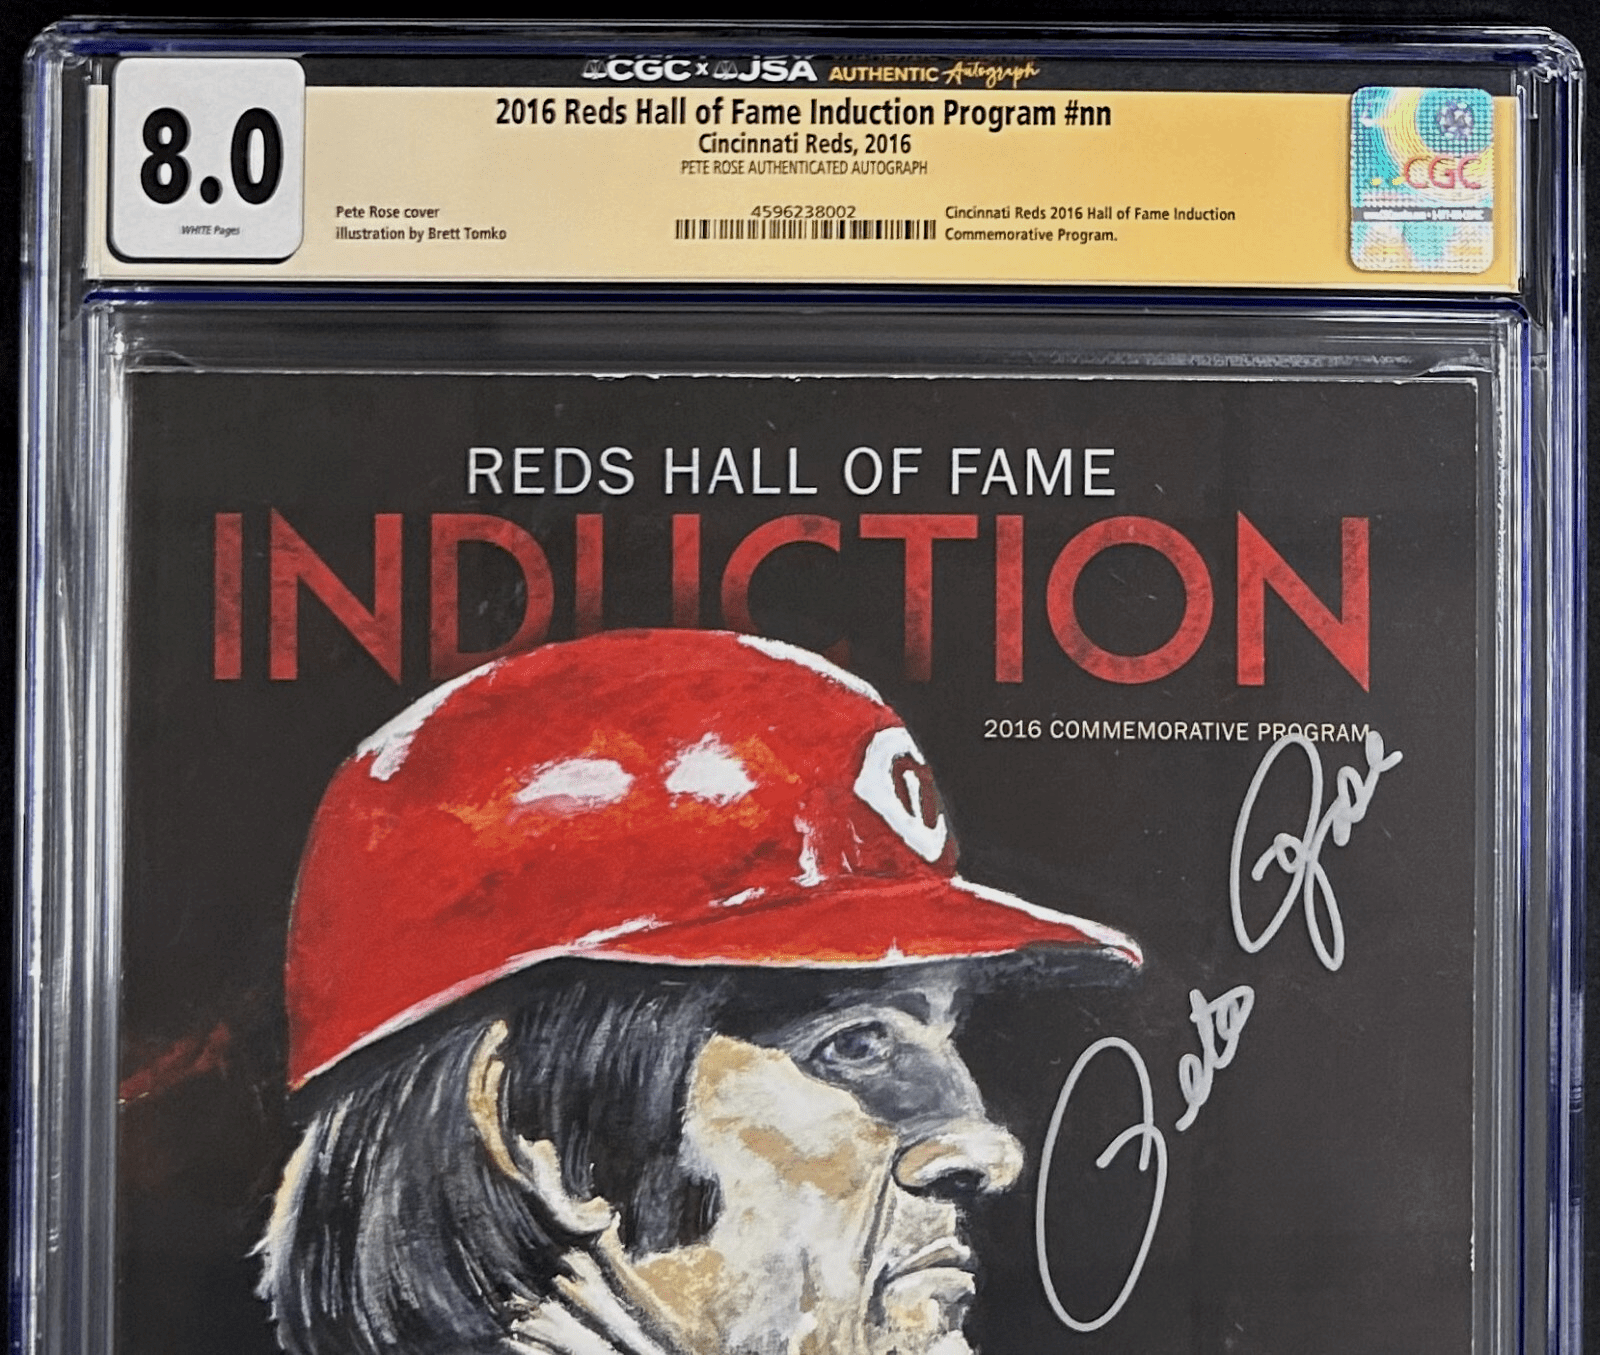 CGC x JSA AUTHENTIC Autograph
2016 Reds Hall of Fame Induction Program #nn
Cincinnati Reds, 2016
PETE ROSE AUTHENTICATED AUTOGRAPH
8.0
WHITE Pages
Pete Rose cover
illustration by Brett Tomko
4596238002
Cincinnati Reds 2016 Hall of Fame Induction
Commemorative Program.
CGC
REDS HALL OF FAME
INDUCTION
2016 COMMEMORATIVE PROGRAM
C
Pete Rose